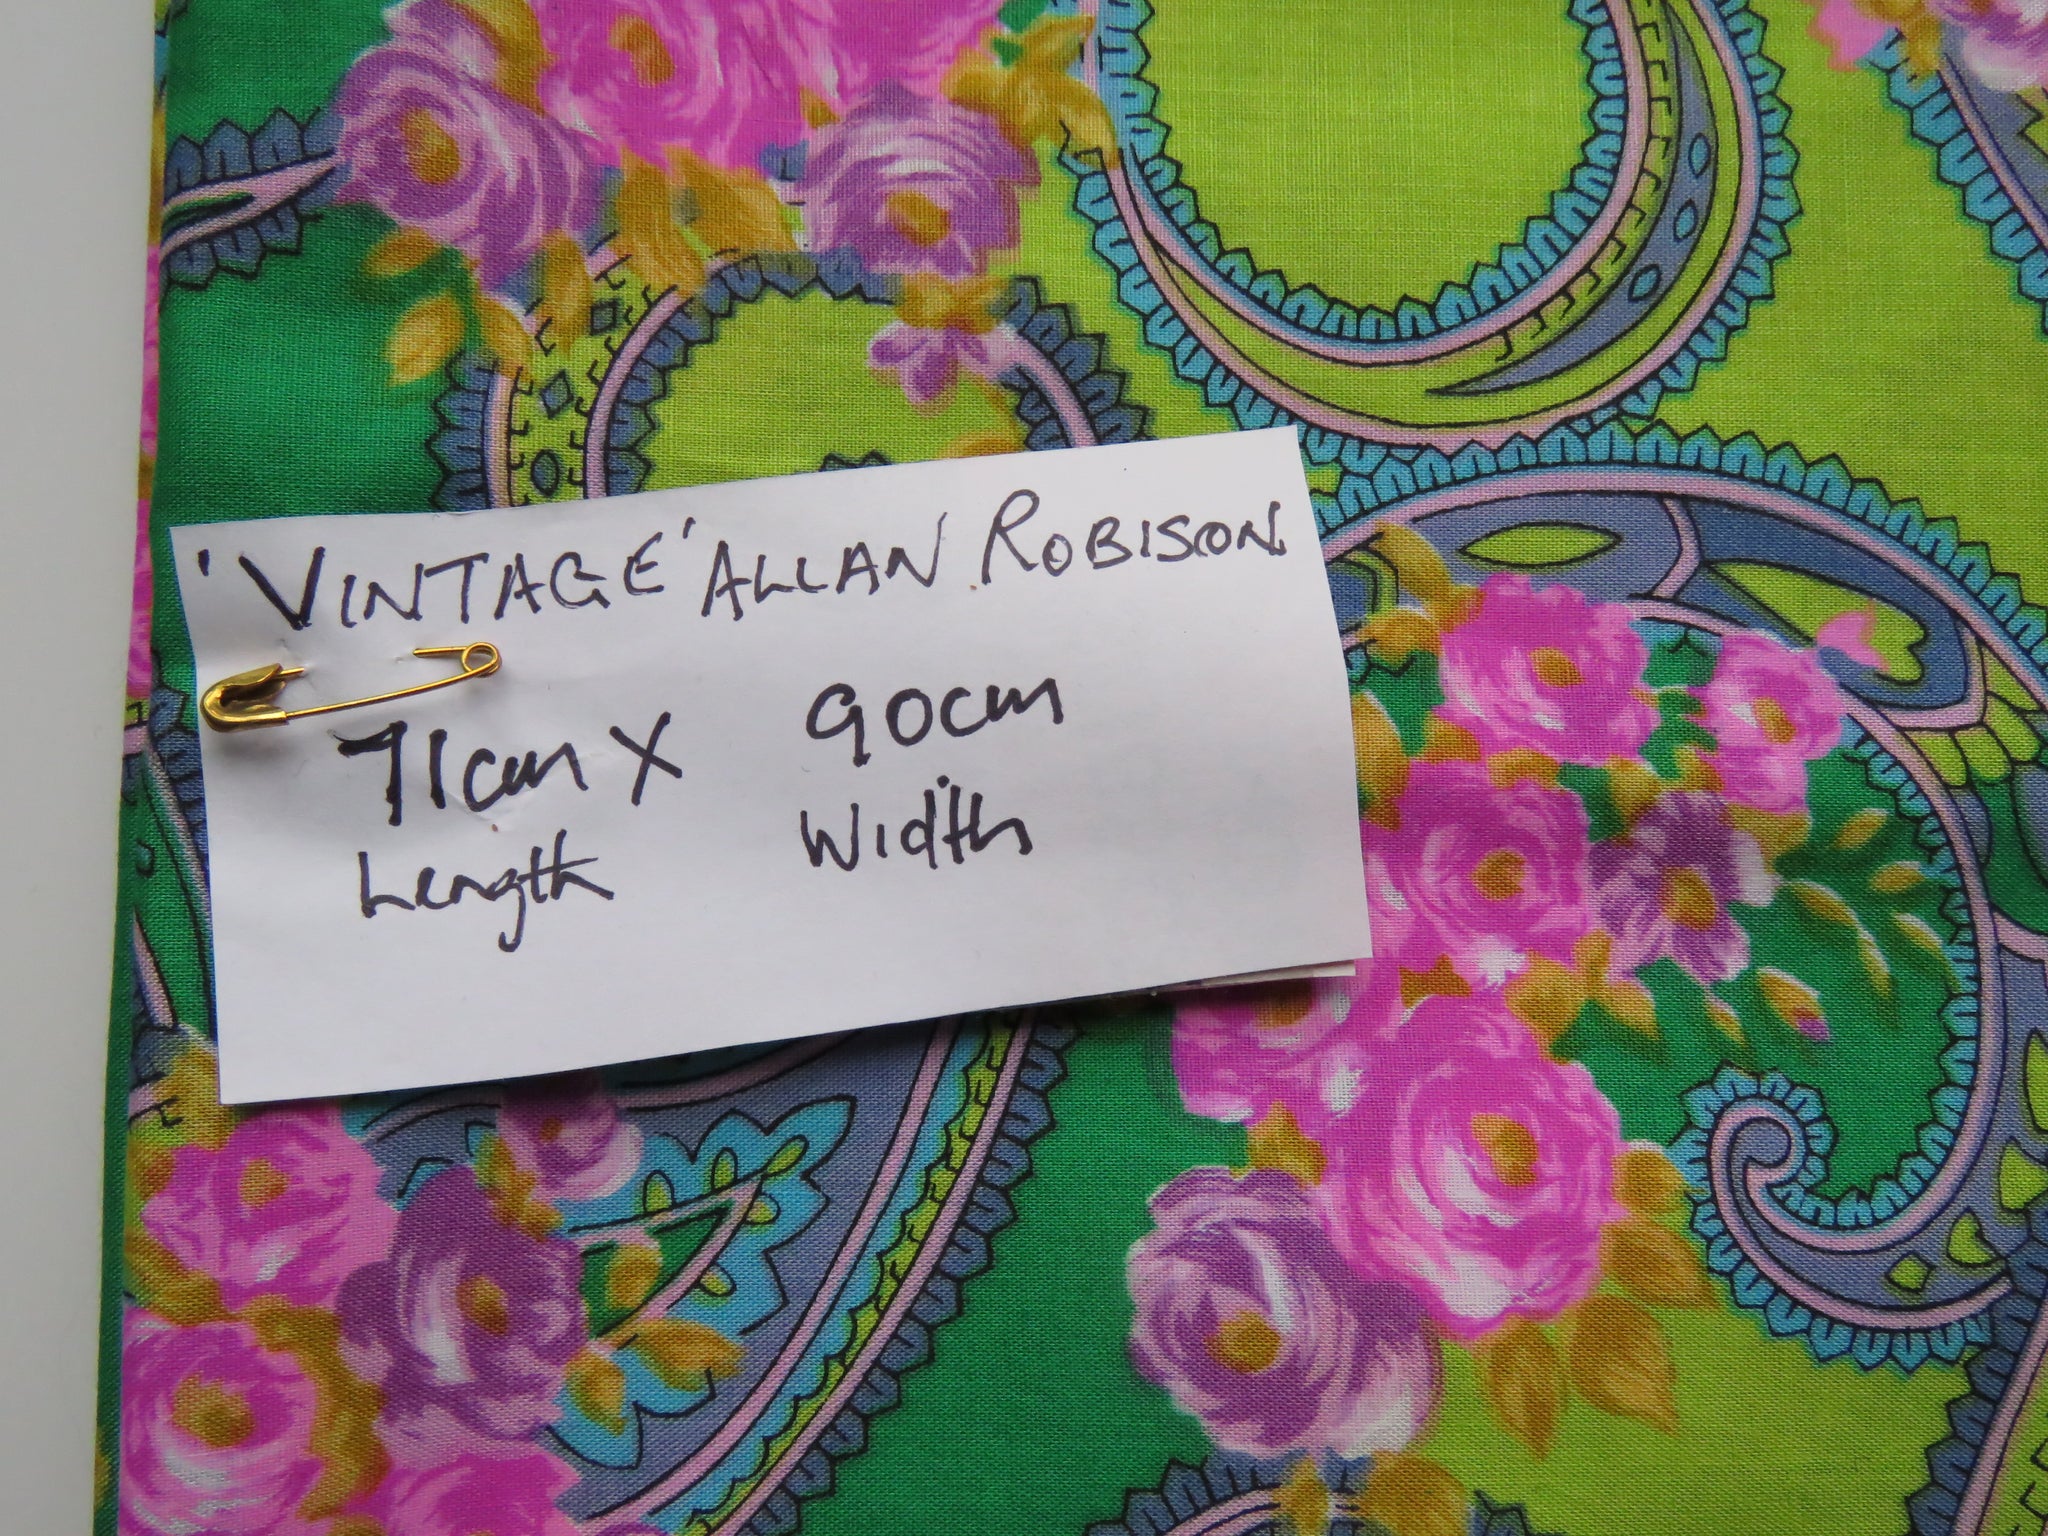 'VINTAGE' ALLAN ROBISON
71cm X 90cm
Length Width